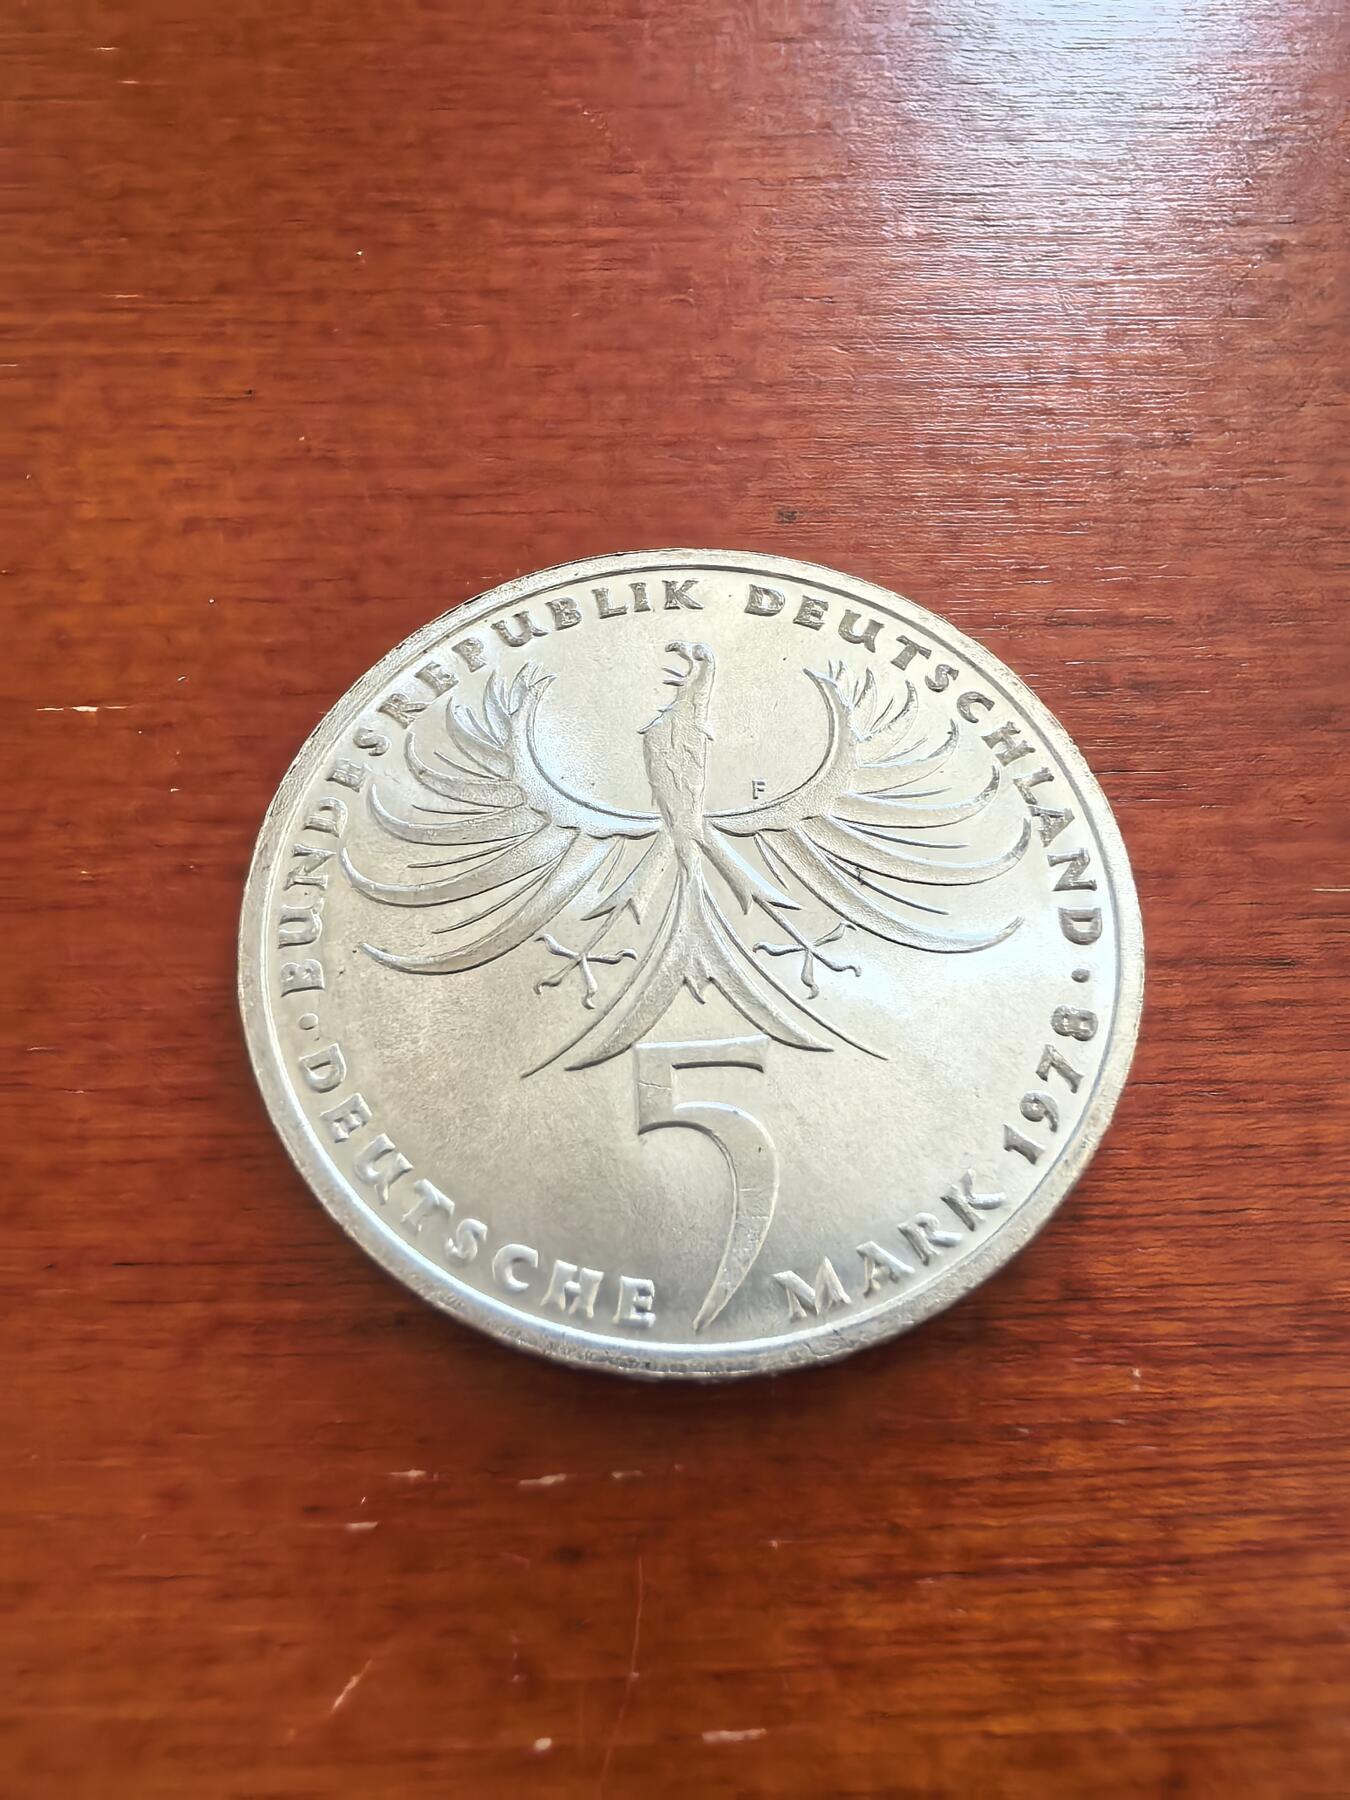 BUNDESREPUBLIK DEUTSCHLAND · 1978
F
5
· DEUTSCHE MARK